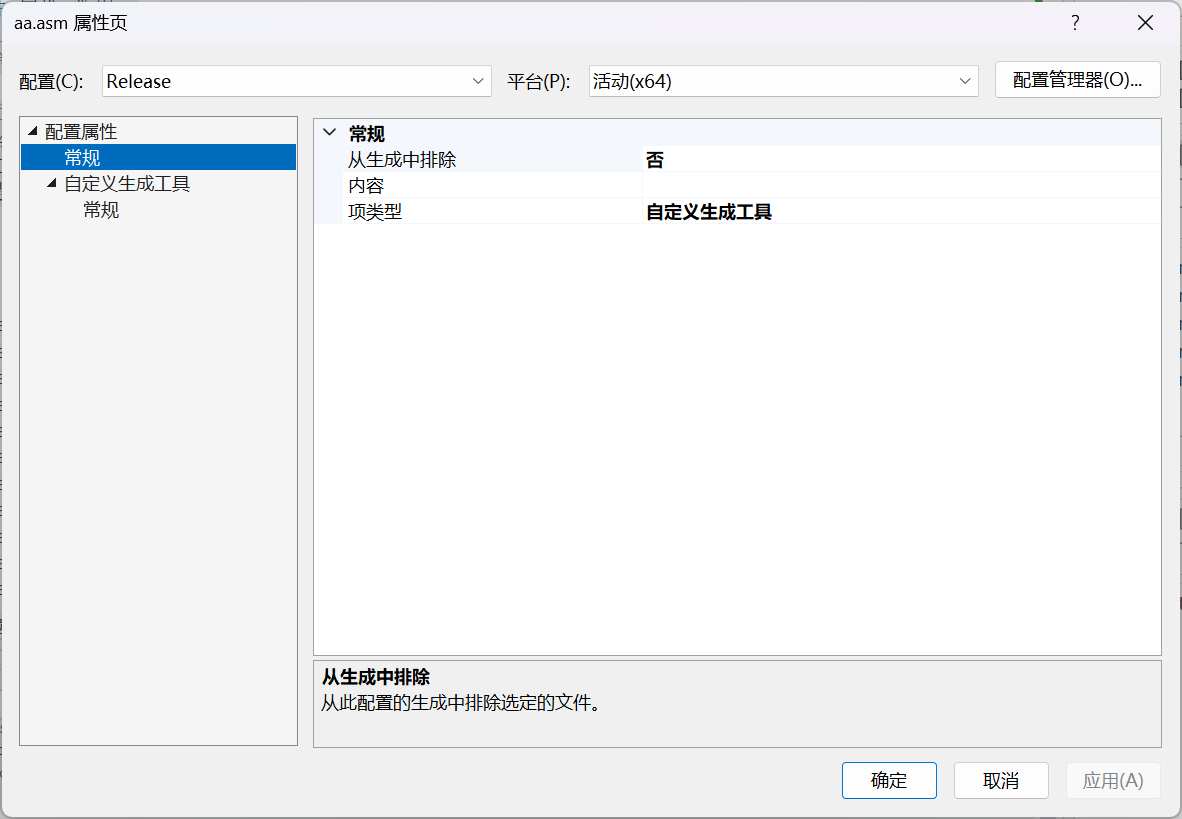 aa.asm 属性页
?
配置(C):
Release
平台(P):
活动(x64)
配置管理器(O)...
配置属性
常规
自定义生成工具
常规
常规
从生成中排除
否
内容
项类型
自定义生成工具
从生成中排除
从此配置的生成中排除选定的文件。
确定
取消
应用(A)